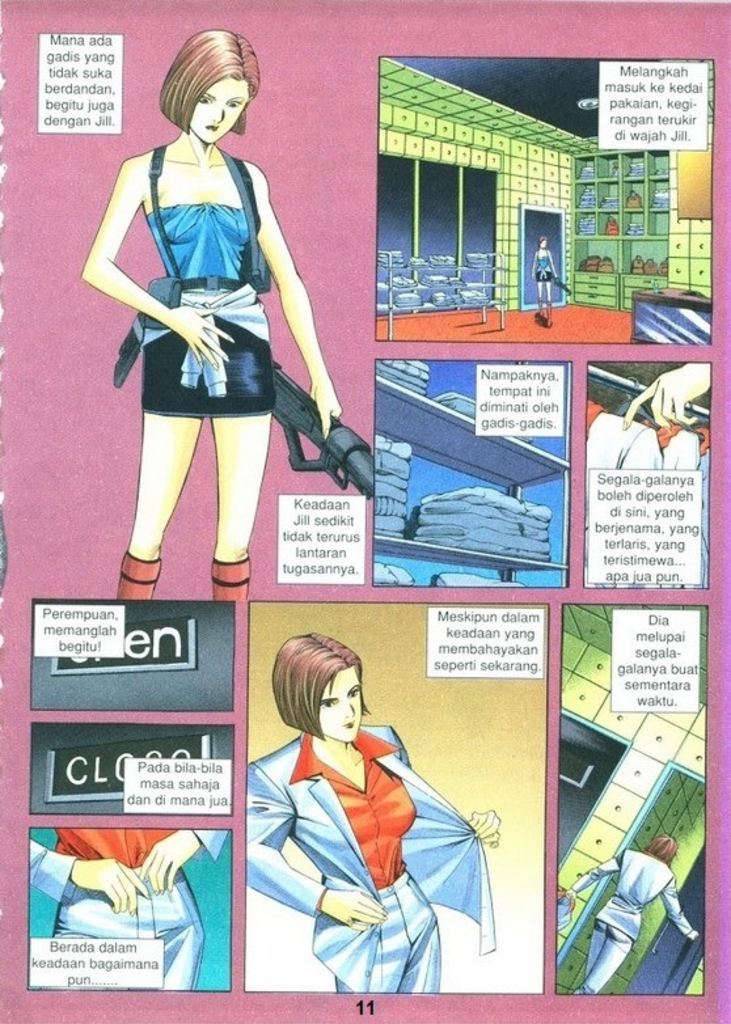 Mana ada
gadis yang
tidak suka
berdandan,
begitu juga
dengan Jill.
Melangkah
masuk ke kedai
pakaian, kegi-
rangan terukir
di wajah Jill.
Nampaknya,
tempat ini
diminati oleh
gadis-gadis.
Segala-galanya
boleh diperoleh
di sini, yang
berjenama, yang
terlaris, yang
teristimewa...
apa jua pun.
Keadaan
Jill sedikit
tidak terurus
lantaran
tugasannya.
Perempuan,
memanglah
begitu!
en
Pada bila-bila
masa sahaja
dan di mana jua.
Berada dalam
keadaan bagaimana
pun.......
Meskipun dalam
keadaan yang
membahayakan
seperti sekarang.
Dia
melupai
segala-
galanya buat
sementara
waktu.
11